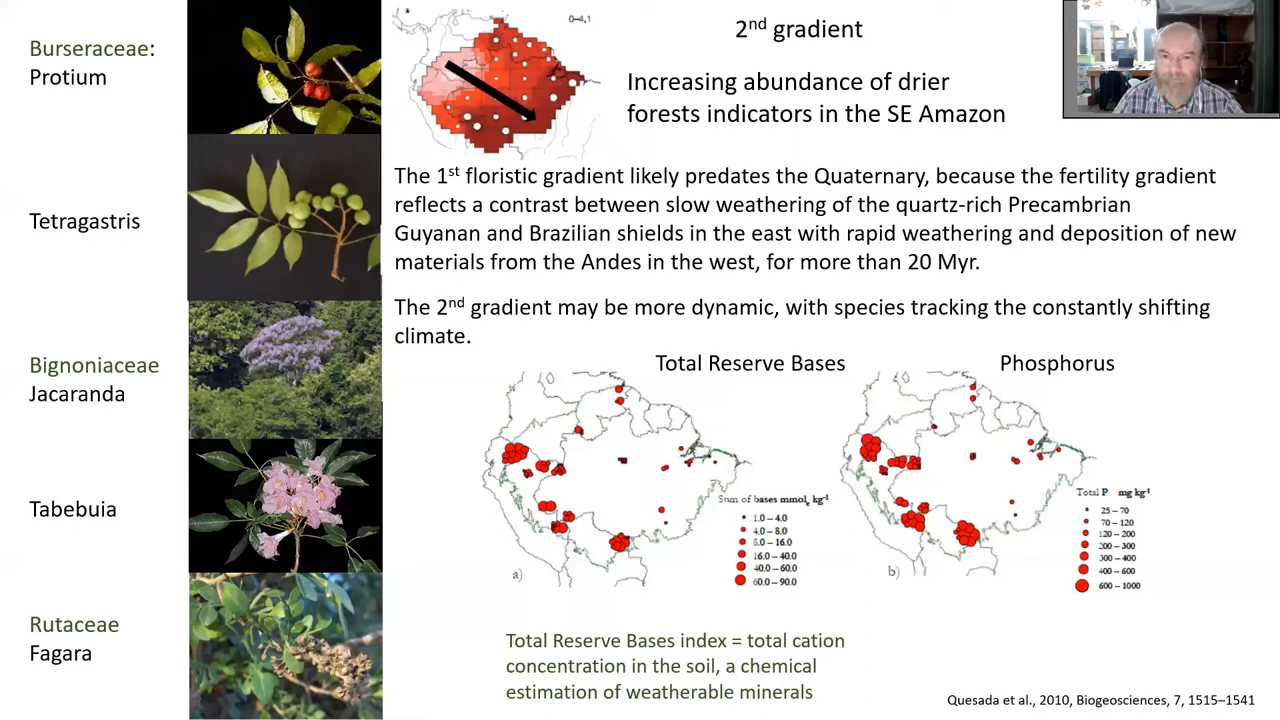 Burseraceae:
Protium
Tetragastris
Bignoniaceae
Jacaranda
Tabebuia
Rutaceae
Fagara
0–4.1
2nd gradient
Increasing abundance of drier
forests indicators in the SE Amazon
The 1st floristic gradient likely predates the Quaternary, because the fertility gradient
reflects a contrast between slow weathering of the quartz-rich Precambrian
Guyanan and Brazilian shields in the east with rapid weathering and deposition of new
materials from the Andes in the west, for more than 20 Myr.
The 2nd gradient may be more dynamic, with species tracking the constantly shifting
climate.
Total Reserve Bases
Sum of bases mmolc kg-1
1.0 – 4.0
4.0 – 8.0
8.0 – 16.0
16.0 – 40.0
40.0 – 60.0
60.0 – 90.0
a)
Phosphorus
Total P mg kg-1
25 – 70
70 – 120
120 – 200
200 – 300
300 – 400
400 – 600
600 – 1000
b)
Total Reserve Bases index = total cation
concentration in the soil, a chemical
estimation of weatherable minerals
Quesada et al., 2010, Biogeosciences, 7, 1515–1541